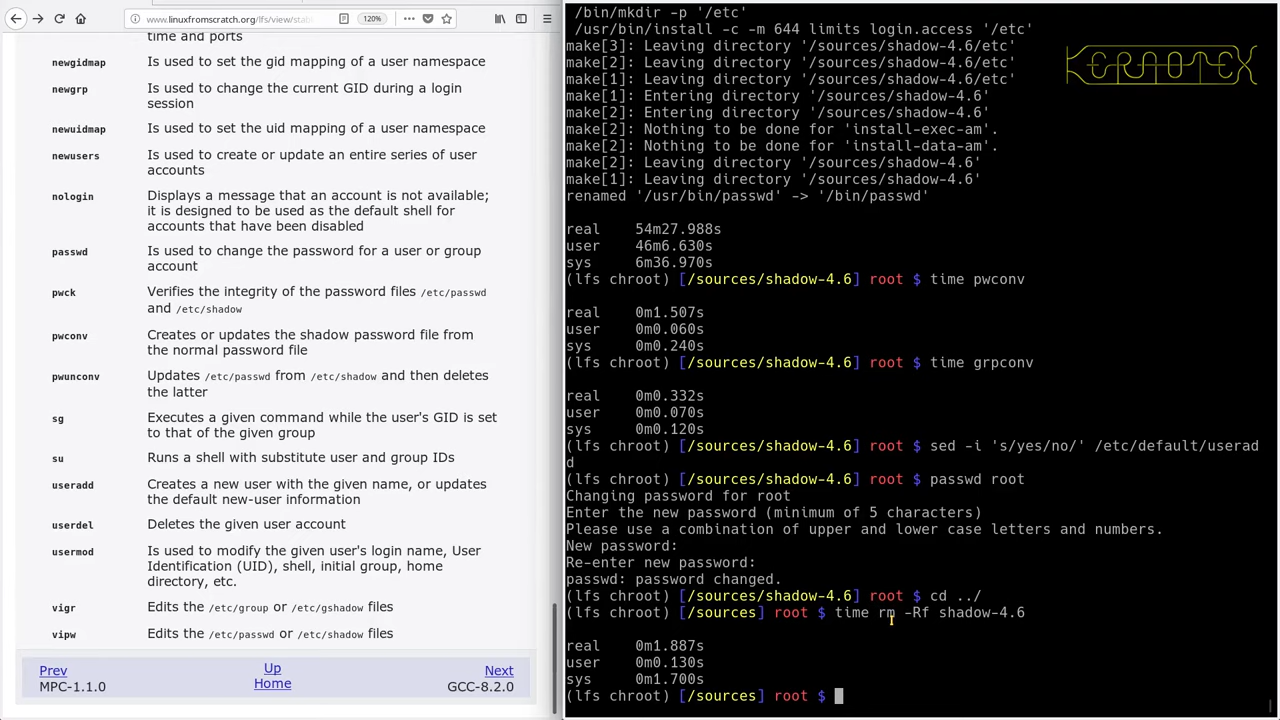 www.linuxfromscratch.org/lfs/view/stab
120%
time and ports
newgidmap Is used to set the gid mapping of a user namespace
newgrp Is used to change the current GID during a login
session
newuidmap Is used to set the uid mapping of a user namespace
newusers Is used to create or update an entire series of user
accounts
nologin Displays a message that an account is not available;
it is designed to be used as the default shell for
accounts that have been disabled
passwd Is used to change the password for a user or group
account
pwck Verifies the integrity of the password files /etc/passwd
and /etc/shadow
pwconv Creates or updates the shadow password file from
the normal password file
pwunconv Updates /etc/passwd from /etc/shadow and then deletes
the latter
sg Executes a given command while the user's GID is set
to that of the given group
su Runs a shell with substitute user and group IDs
useradd Creates a new user with the given name, or updates
the default new-user information
userdel Deletes the given user account
usermod Is used to modify the given user's login name, User
Identification (UID), shell, initial group, home
directory, etc.
vigr Edits the /etc/group or /etc/gshadow files
vipw Edits the /etc/passwd or /etc/shadow files
Prev Up Next
MPC-1.1.0 Home GCC-8.2.0
/bin/mkdir -p '/etc'
/usr/bin/install -c -m 644 limits login.access '/etc'
make[3]: Leaving directory '/sources/shadow-4.6/etc'
make[2]: Leaving directory '/sources/shadow-4.6/etc'
make[1]: Leaving directory '/sources/shadow-4.6/etc'
make[1]: Entering directory '/sources/shadow-4.6'
make[2]: Entering directory '/sources/shadow-4.6'
make[2]: Nothing to be done for 'install-exec-am'.
make[2]: Nothing to be done for 'install-data-am'.
make[2]: Leaving directory '/sources/shadow-4.6'
make[1]: Leaving directory '/sources/shadow-4.6'
renamed '/usr/bin/passwd' -> '/bin/passwd'
real 54m27.988s
user 46m6.630s
sys 6m36.970s
(lfs chroot) [/sources/shadow-4.6] root $ time pwconv
real 0m1.507s
user 0m0.060s
sys 0m0.240s
(lfs chroot) [/sources/shadow-4.6] root $ time grpconv
real 0m0.332s
user 0m0.070s
sys 0m0.120s
(lfs chroot) [/sources/shadow-4.6] root $ sed -i 's/yes/no/' /etc/default/userad
d
(lfs chroot) [/sources/shadow-4.6] root $ passwd root
Changing password for root
Enter the new password (minimum of 5 characters)
Please use a combination of upper and lower case letters and numbers.
New password:
Re-enter new password:
passwd: password changed.
(lfs chroot) [/sources/shadow-4.6] root $ cd ../
(lfs chroot) [/sources] root $ time rm -Rf shadow-4.6
real 0m1.887s
user 0m0.130s
sys 0m1.700s
(lfs chroot) [/sources] root $
KERNOTEX